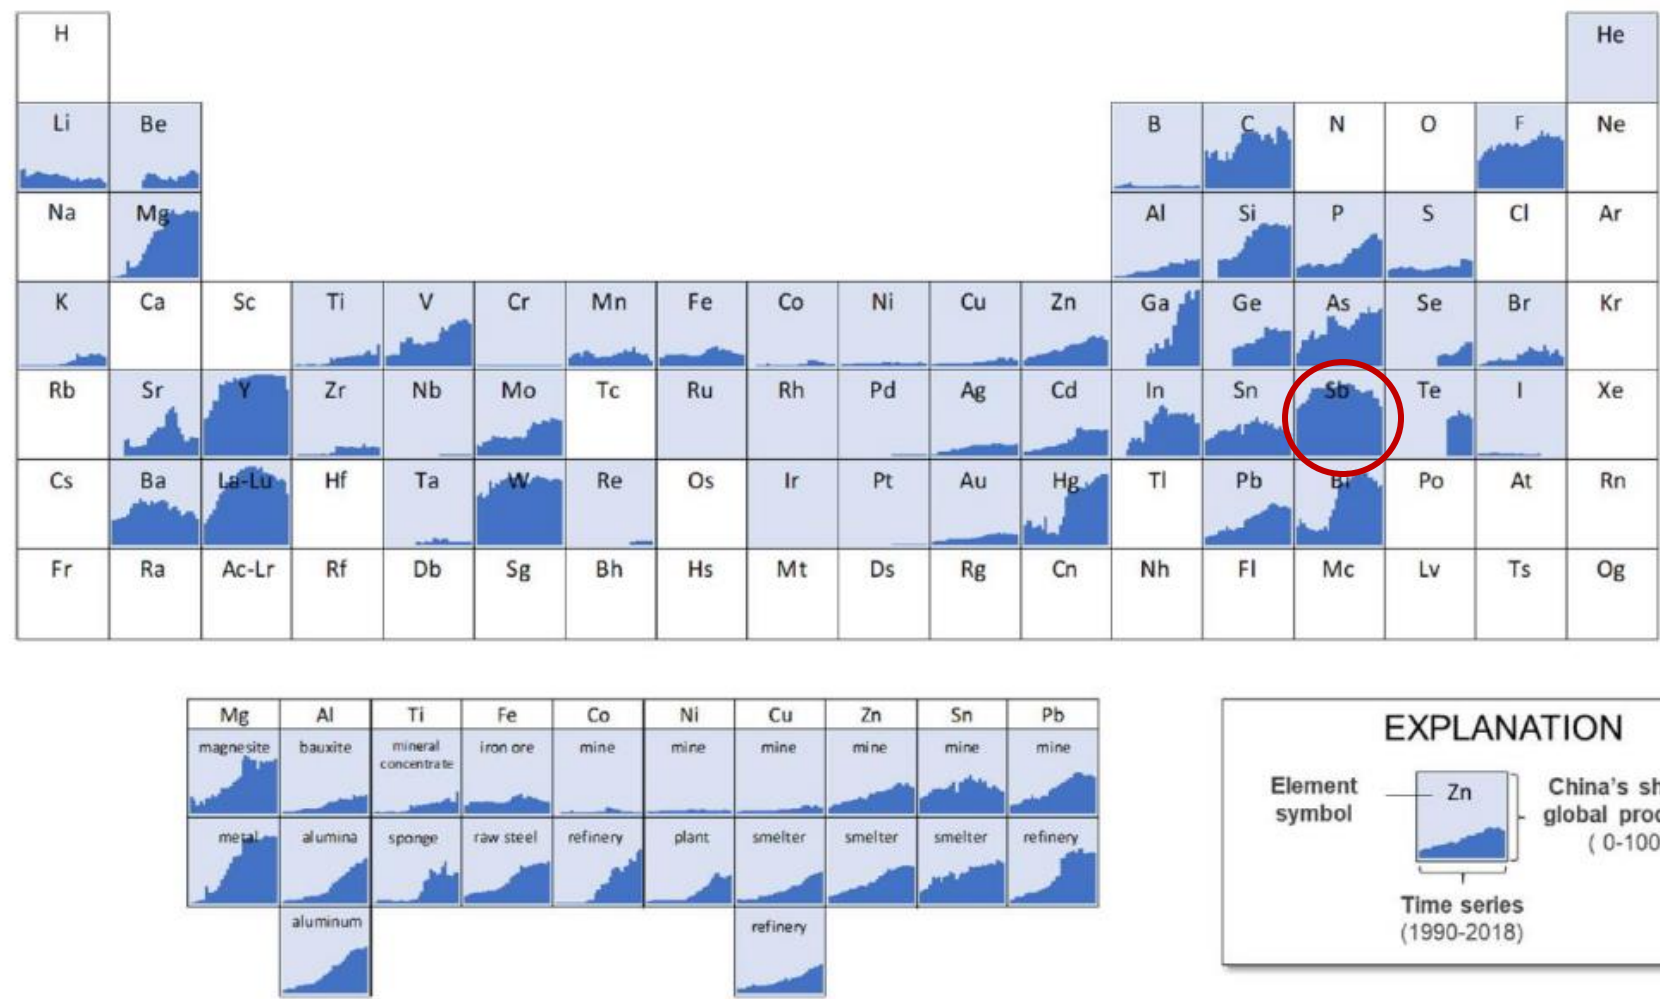 H He
Li Be B C N O F Ne
Na Mg Al Si P S Cl Ar
K Ca Sc Ti V Cr Mn Fe Co Ni Cu Zn Ga Ge As Se Br Kr
Rb Sr Y Zr Nb Mo Tc Ru Rh Pd Ag Cd In Sn Sb Te I Xe
Cs Ba La-Lu Hf Ta W Re Os Ir Pt Au Hg Tl Pb Bi Po At Rn
Fr Ra Ac-Lr Rf Db Sg Bh Hs Mt Ds Rg Cn Nh Fl Mc Lv Ts Og
Mg Al Ti Fe Co Ni Cu Zn Sn Pb
magnesite bauxite mineral concentrate iron ore mine mine mine mine mine mine
metal alumina sponge raw steel refinery plant smelter smelter smelter refinery
aluminum refinery
EXPLANATION
Element
symbol
Zn
China's sh
global proc
( 0-100
Time series
(1990-2018)